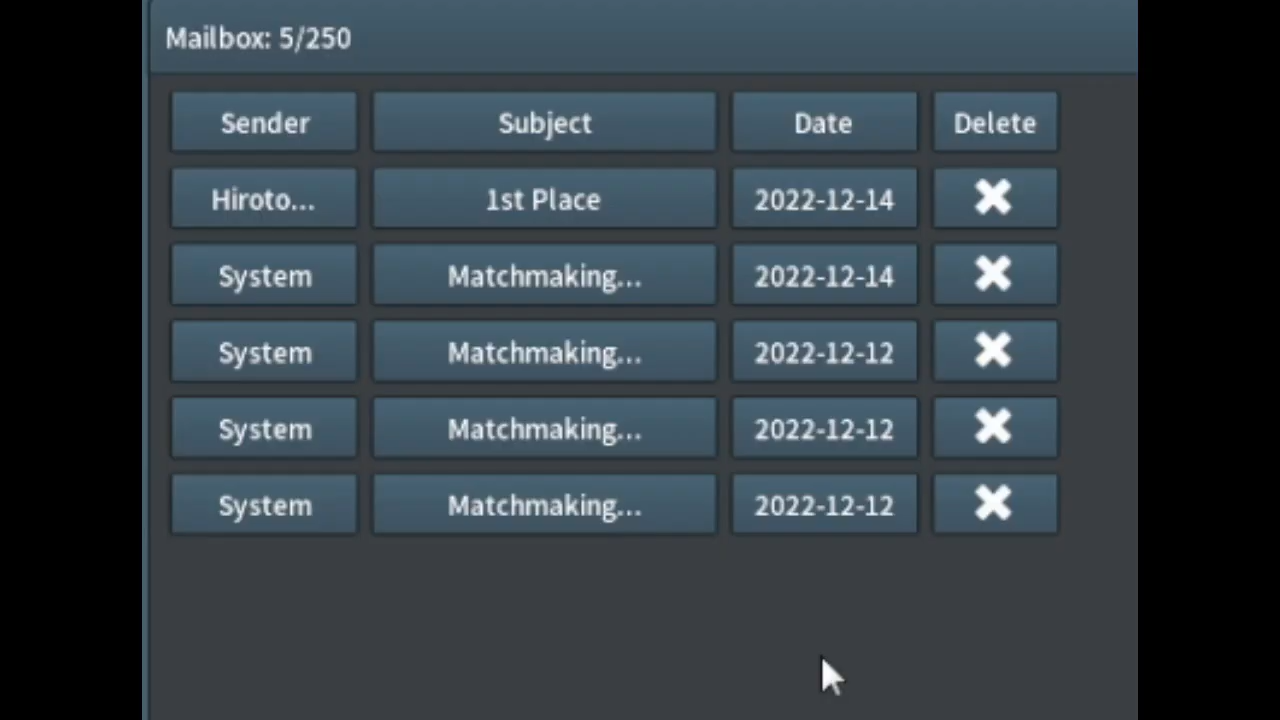 Mailbox: 5/250
Sender Subject Date Delete
Hiroto... 1st Place 2022-12-14
System Matchmaking... 2022-12-14
System Matchmaking... 2022-12-12
System Matchmaking... 2022-12-12
System Matchmaking... 2022-12-12